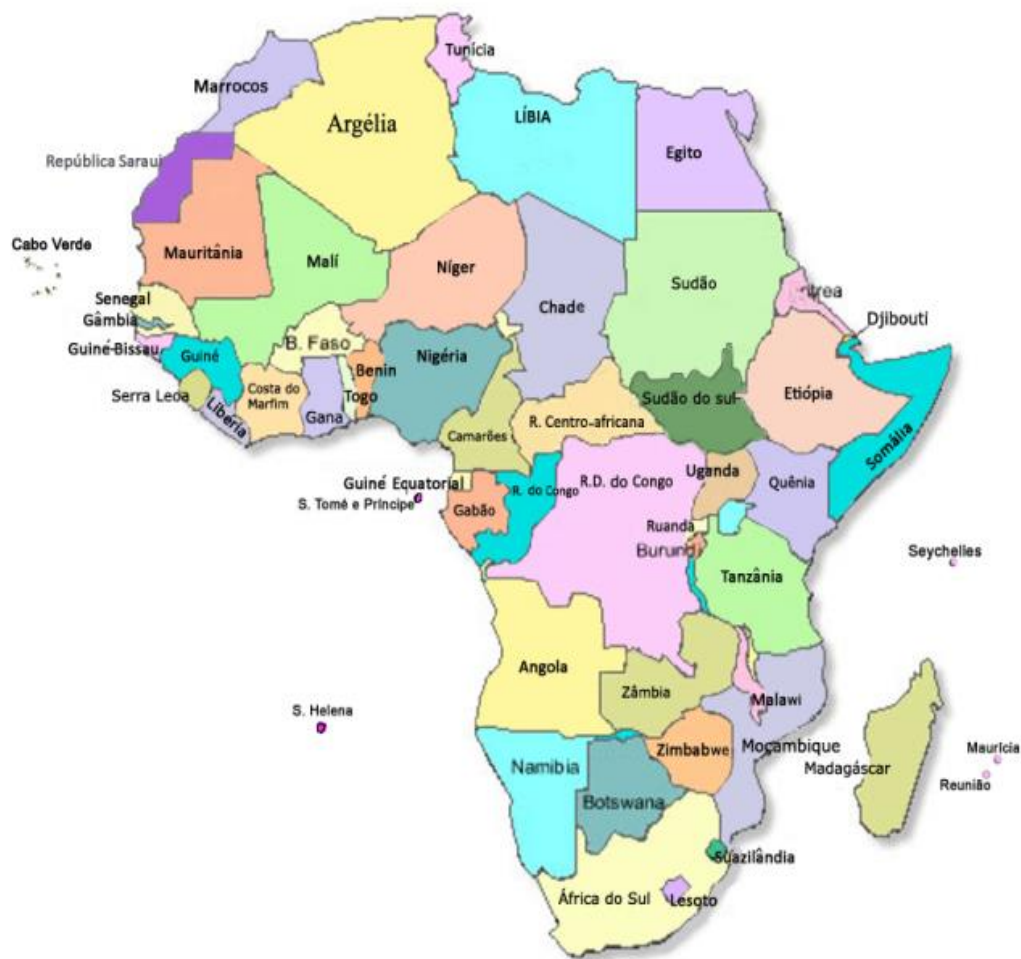 Tunícia
Marrocos
Argélia
LÍBIA
Egito
República Saraui
Cabo Verde
Mauritânia
Malí
Níger
Chade
Sudão
Senegal
Gâmbia
Guiné-Bissau
Guiné
B. Faso
Nigéria
Djibouti
Serra Leoa
Libéria
Costa do
Marfim
Gana
Togo
Benin
Camarões
R. Centro-africana
Sudão do sul
Etiópia
Somália
Guiné Equatorial
S. Tomé e Príncipe
Gabão
R. do Congo
R.D. do Congo
Uganda
Quênia
Ruanda
Burundi
Tanzânia
Seychelles
Angola
Zâmbia
Malawi
S. Helena
Namibia
Botswana
Zimbabwe
Moçambique
Madagáscar
Maurícia
Reunião
Suazilândia
África do Sul
Lesoto